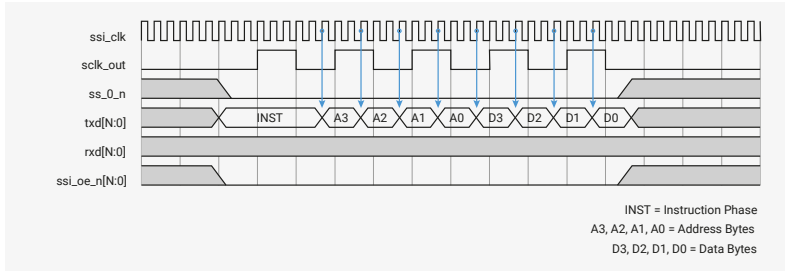 ssi_clk
sclk_out
ss_0_n
txd[N:0] INST A3 A2 A1 A0 D3 D2 D1 D0
rxd[N:0]
ssi_oe_n[N:0]
INST = Instruction Phase
A3, A2, A1, A0 = Address Bytes
D3, D2, D1, D0 = Data Bytes